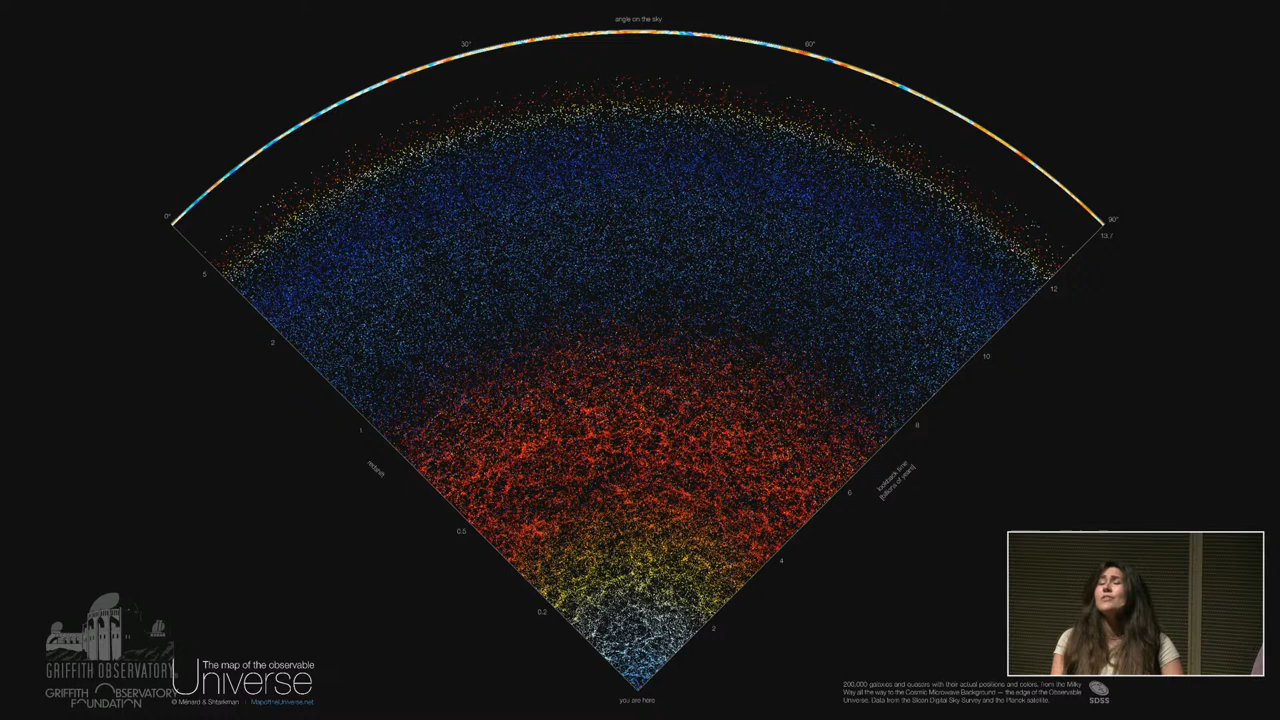 angle on the sky
30°
60°
0°
90°
13.7
5
12
2
10
1
8
redshift
lookback time
[billions of years]
6
0.5
4
0.2
2
you are here
GRIFFITH OBSERVATORY
GRIFFITH OBSERVATORY
FOUNDATION
The map of the observable
Universe
© Ménard & Shtarkman | MapoftheUniverse.net
200,000 galaxies and quasars with their actual positions and colors, from the Milky
Way all the way to the Cosmic Microwave Background — the edge of the Observable
Universe. Data from the Sloan Digital Sky Survey and the Planck satellite.
SDSS